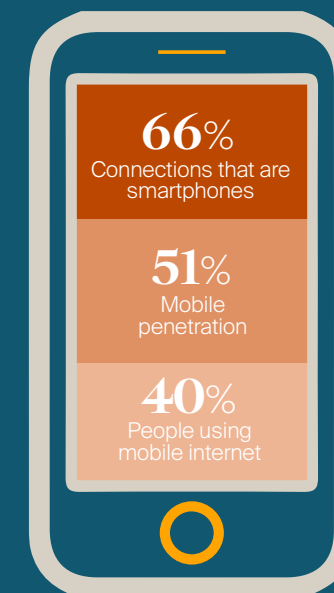 66%
Connections that are
smartphones
51%
Mobile
penetration
40%
People using
mobile internet